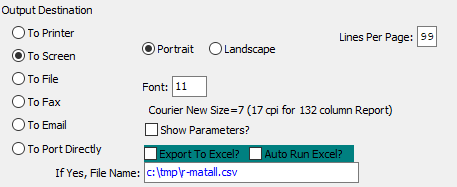 Output Destination
To Printer
To Screen
To File
To Fax
To Email
To Port Directly
Portrait
Landscape
Lines Per Page: 99
Font: 11
Courier New Size=7 (17 cpi for 132 column Report)
Show Parameters?
Export To Excel? Auto Run Excel?
If Yes, File Name: c:\tmp\r-matall.csv